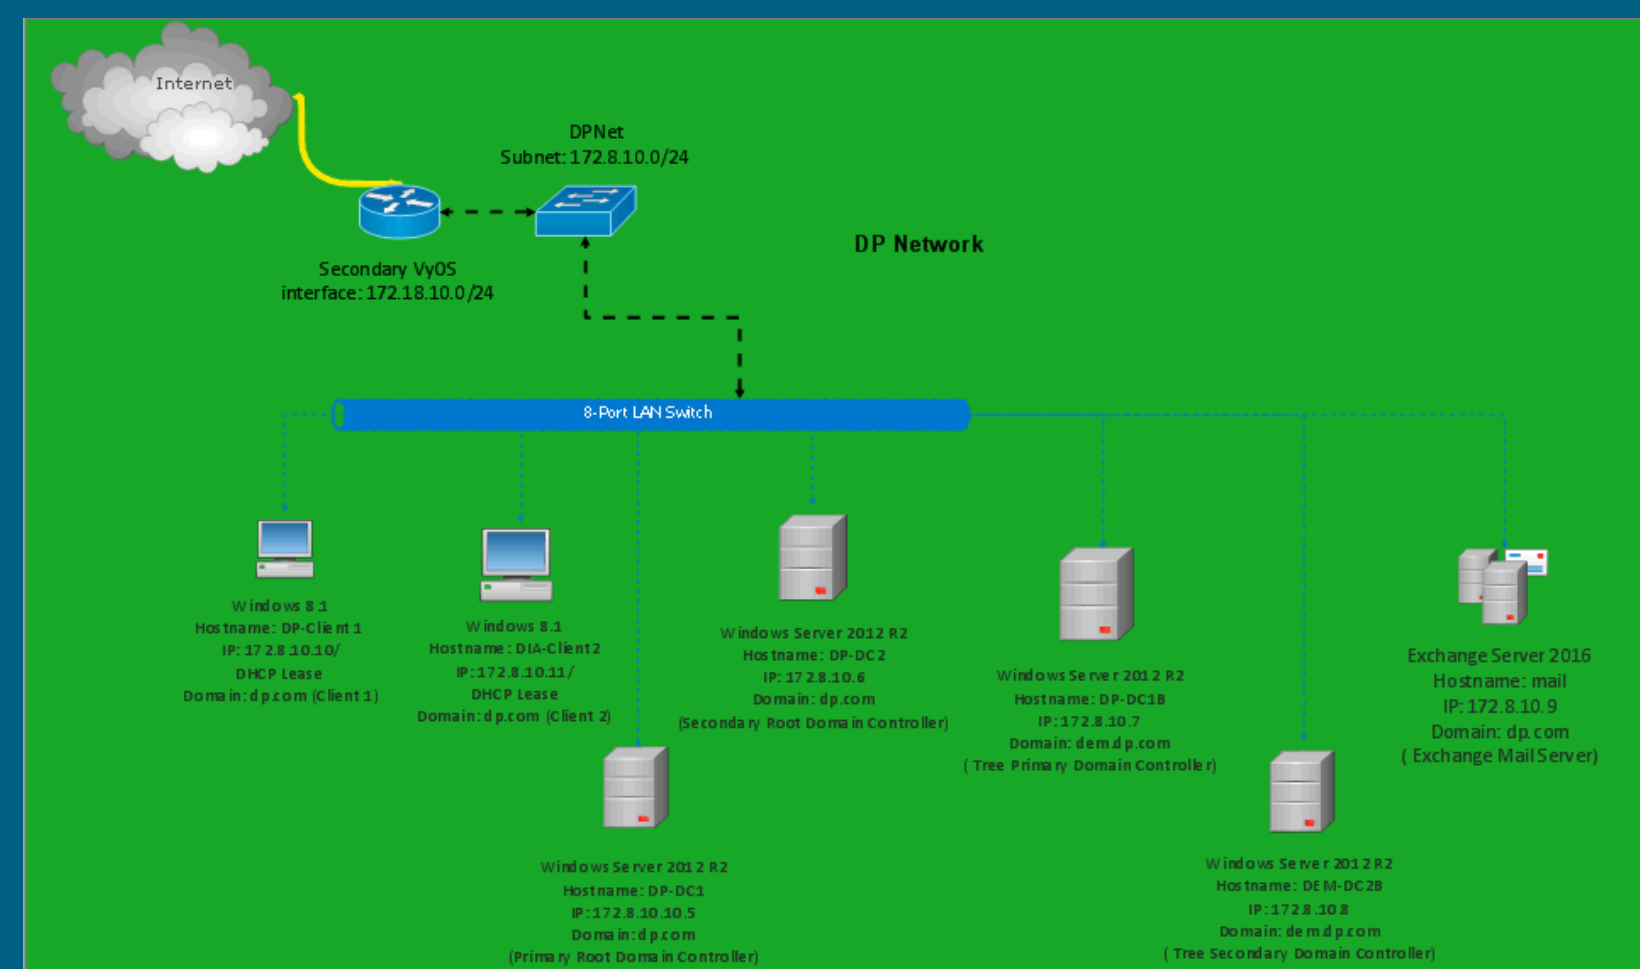 Internet
DPNet
Subnet: 172.8.10.0/24
DP Network
Secondary VyOS
interface: 172.18.10.0/24
8-Port LAN Switch
Windows 8.1
Hostname: DP-Client 1
IP: 172.8.10.10/
DHCP Lease
Domain: dp.com (Client 1)
Windows 8.1
Hostname: DIA-Client2
IP: 172.8.10.11/
DHCP Lease
Domain: dp.com (Client 2)
Windows Server 2012 R2
Hostname: DP-DC2
IP: 172.8.10.6
Domain: dp.com
(Secondary Root Domain Controller)
Windows Server 2012 R2
Hostname: DP-DC1B
IP: 172.8.10.7
Domain: dem.dp.com
( Tree Primary Domain Controller)
Exchange Server 2016
Hostname: mail
IP: 172.8.10.9
Domain: dp.com
( Exchange Mail Server)
Windows Server 2012 R2
Hostname: DP-DC1
IP: 172.8.10.10.5
Domain: dp.com
(Primary Root Domain Controller)
Windows Server 2012 R2
Hostname: DEM-DC2B
IP: 172.8.10.8
Domain: dem.dp.com
( Tree Secondary Domain Controller)